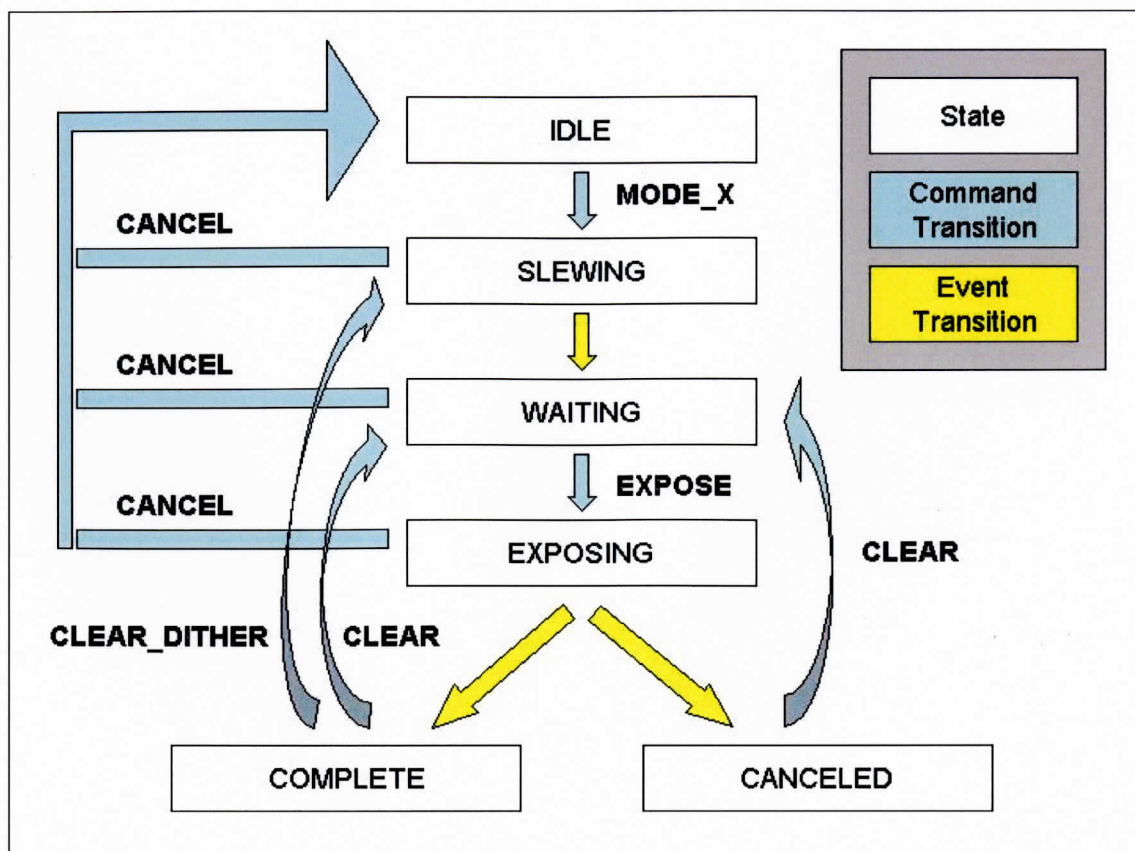 IDLE
State
MODE_X
Command
Transition
CANCEL
SLEWING
Event
Transition
CANCEL
WAITING
EXPOSE
CANCEL
EXPOSING
CLEAR
CLEAR_DITHER
CLEAR
COMPLETE
CANCELED